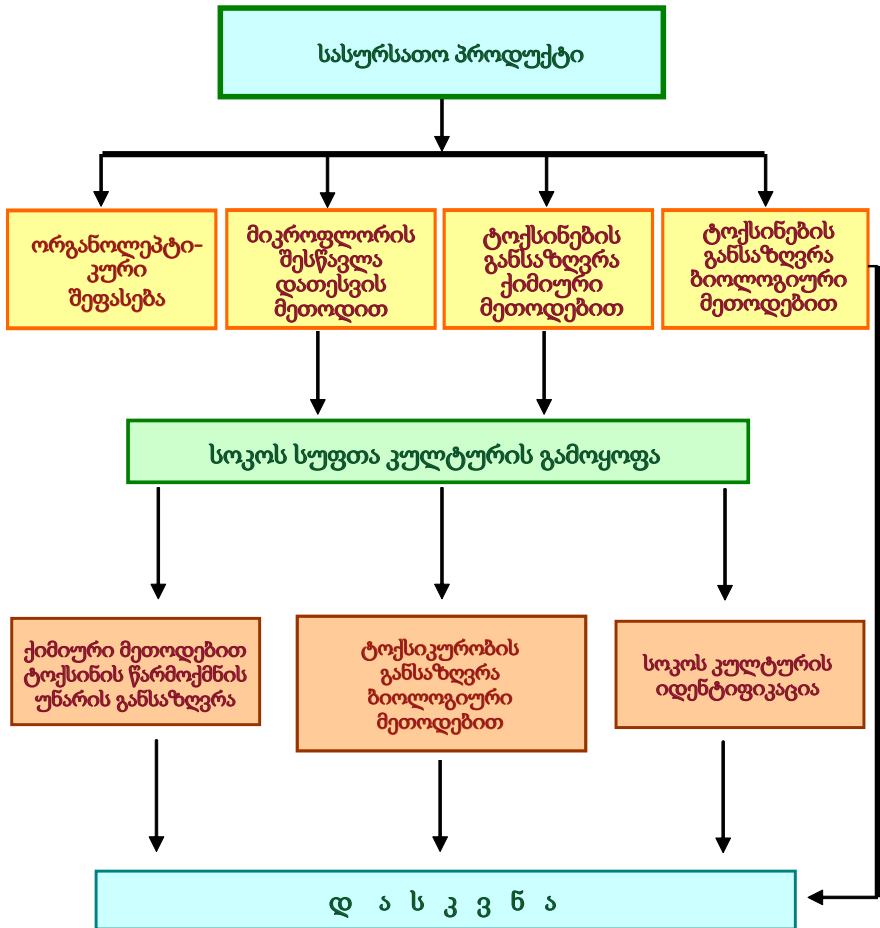 სასურსათო პროდუქტი
ორგანოლეპტი-
კური
შეფასება
მიკროფლორის
შესწავლა
დათესვის
მეთოდით
ტოქსინების
განსაზღვრა
ქიმიური
მეთოდებით
ტოქსინების
განსაზღვრა
ბიოლოგიური
მეთოდებით
სოკოს სუფთა კულტურის გამოყოფა
ქიმიური მეთოდებით
ტოქსინის წარმოქმნის
უნარის განსაზღვრა
ტოქსიკურობის
განსაზღვრა
ბიოლოგიური
მეთოდებით
სოკოს კულტურის
იდენტიფიკაცია
დ ა ს კ ვ ნ ა